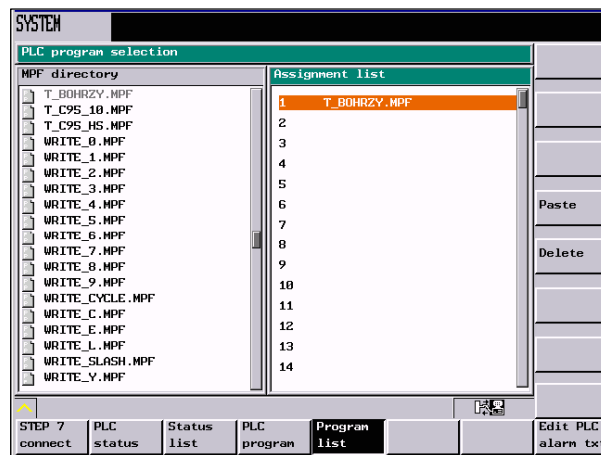 SYSTEM
PLC program selection
MPF directory
T_BOHRZY.MPF
T_C95_10.MPF
T_C95_HS.MPF
WRITE_0.MPF
WRITE_1.MPF
WRITE_2.MPF
WRITE_3.MPF
WRITE_4.MPF
WRITE_5.MPF
WRITE_6.MPF
WRITE_7.MPF
WRITE_8.MPF
WRITE_9.MPF
WRITE_CYCLE.MPF
WRITE_C.MPF
WRITE_E.MPF
WRITE_L.MPF
WRITE_SLASH.MPF
WRITE_Y.MPF
Assignment list
1 T_BOHRZY.MPF
2
3
4
5
6
7
8
9
10
11
12
13
14
Paste
Delete
STEP 7
connect
PLC
status
Status
list
PLC
program
Program
list
Edit PLC
alarm txt